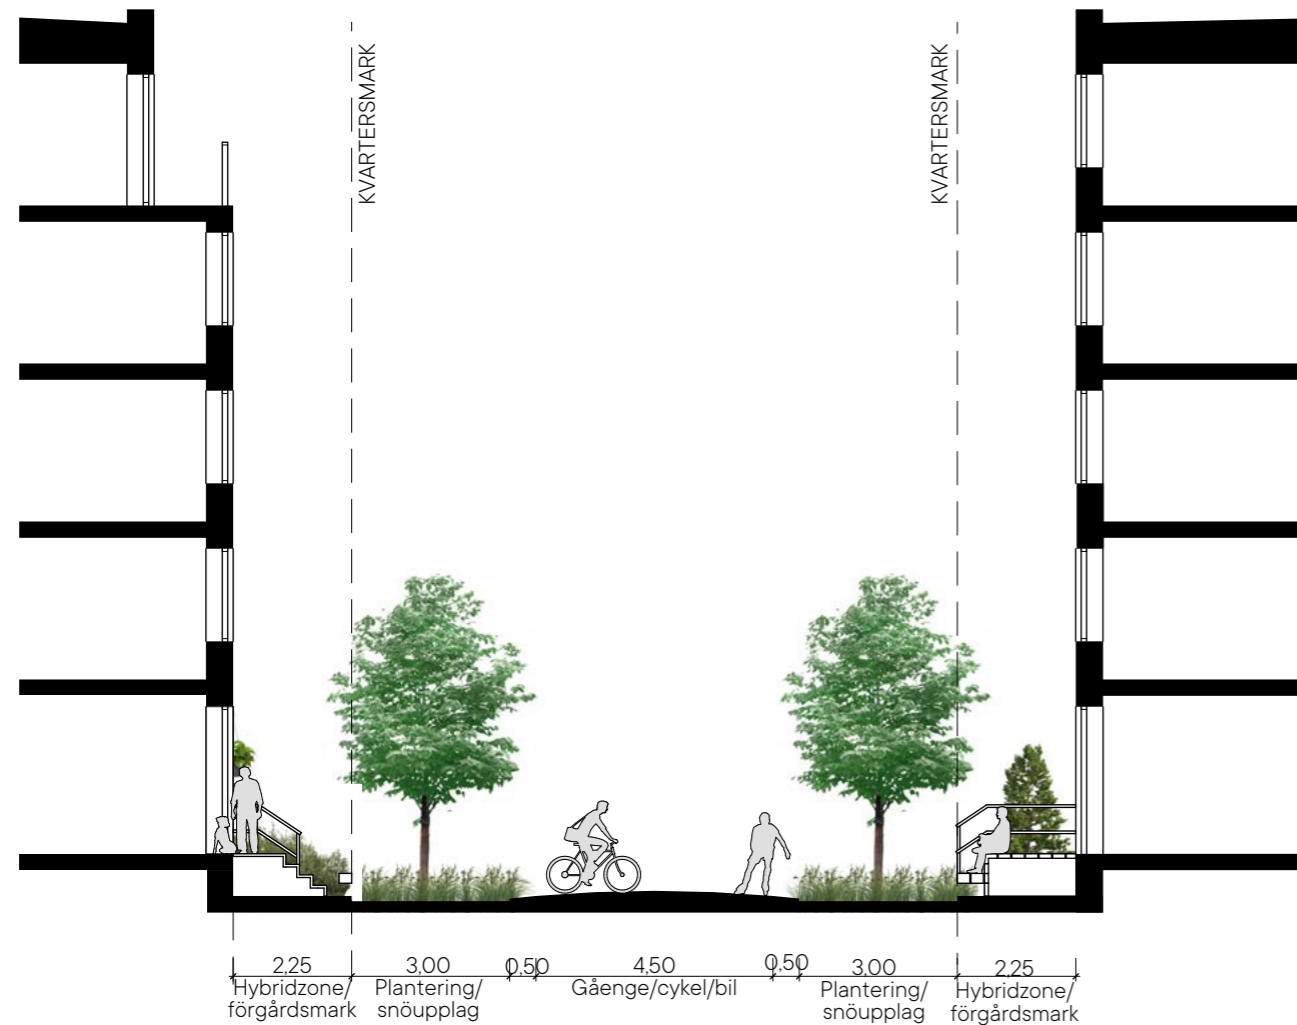 KVARTERSMARK
KVARTERSMARK
2,25
3,00
0,50
4,50
0,50
3,00
2,25
Hybridzone/
förgårdsmark
Plantering/
snöupplag
Gåenge/cykel/bil
Plantering/
snöupplag
Hybridzone/
förgårdsmark